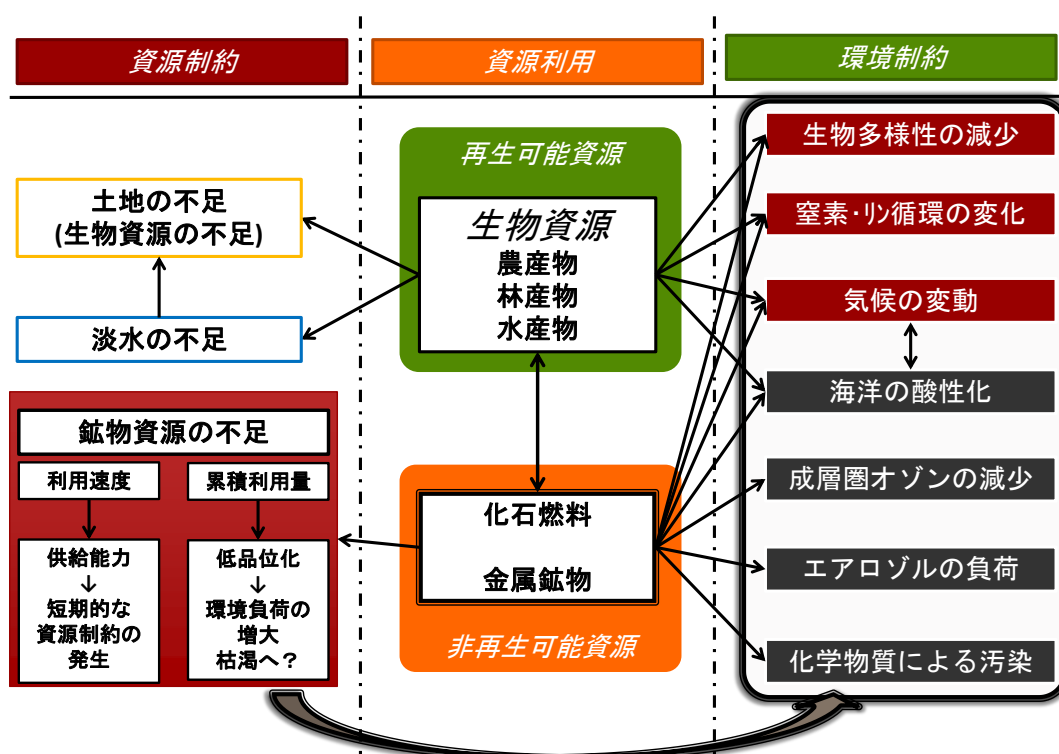 資源制約
資源利用
環境制約
土地の不足
(生物資源の不足)
淡水の不足
鉱物資源の不足
利用速度
累積利用量
供給能力
↓
短期的な
資源制約の
発生
低品位化
↓
環境負荷の
増大
枯渇へ？
再生可能資源
生物資源
農産物
林産物
水産物
化石燃料
金属鉱物
非再生可能資源
生物多様性の減少
窒素･ﾘﾝ循環の変化
気候の変動
海洋の酸性化
成層圏オゾンの減少
エアロゾルの負荷
化学物質による汚染